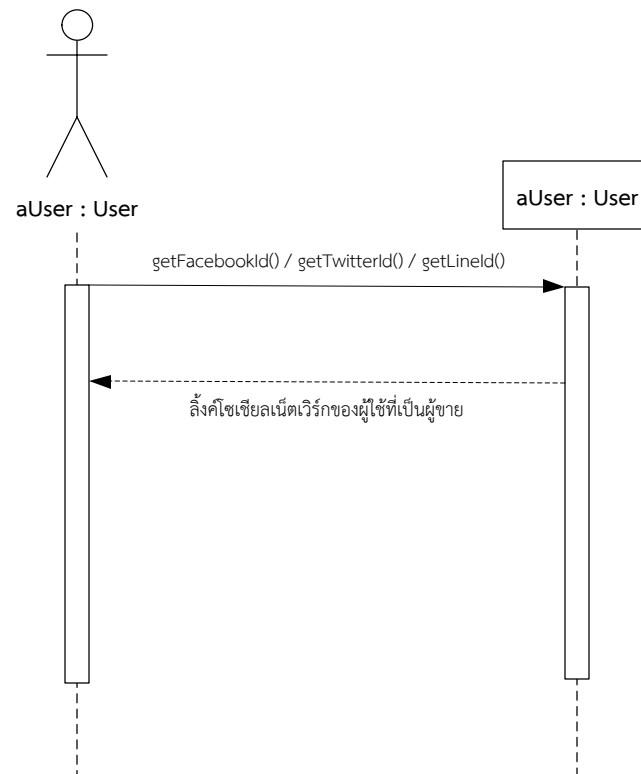 aUser : User
aUser : User
getFacebookId() / getTwitterId() / getLineId()
ลิ้งค์โซเชียลเน็ตเวิร์กของผู้ใช้ที่เป็นผู้ขาย